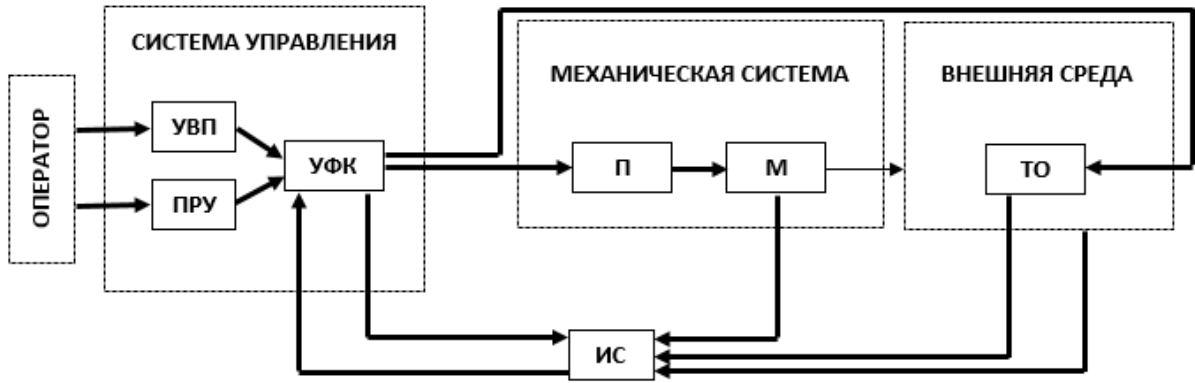 СИСТЕМА УПРАВЛЕНИЯ
МЕХАНИЧЕСКАЯ СИСТЕМА
ВНЕШНЯЯ СРЕДА
ОПЕРАТОР
УВП
ПРУ
УФК
П
М
ТО
ИС